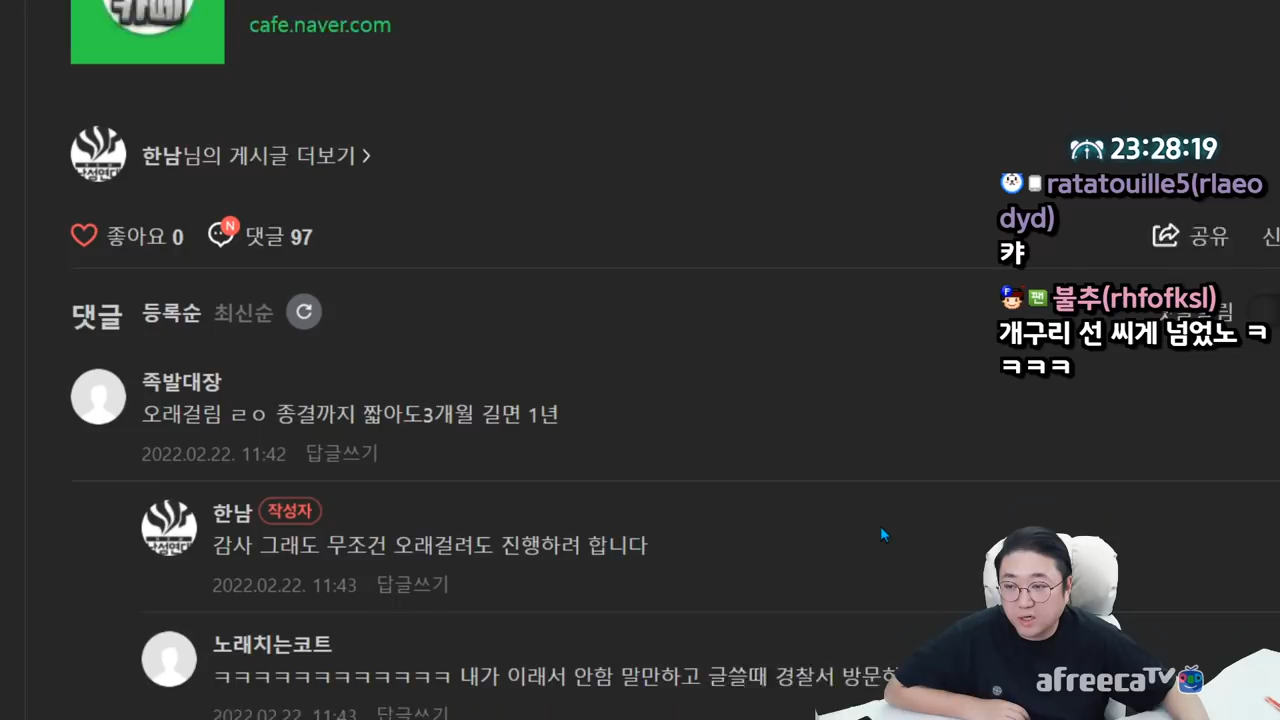 카페
cafe.naver.com
한남님의 게시글 더보기 >
좋아요 0 N 댓글 97
공유 신
댓글 등록순 최신순
족발대장
오래걸림 ㄹㅇ 종결까지 짧아도3개월 길면 1년
2022.02.22. 11:42 답글쓰기
한남 작성자
감사 그래도 무조건 오래걸려도 진행하려 합니다
2022.02.22. 11:43 답글쓰기
노래치는코트
ㅋㅋㅋㅋㅋㅋㅋㅋㅋㅋㅋㅋ 내가 이래서 안함 말만하고 글쓸때 경찰서 방문
2022.02.22. 11:43 답글쓰기
23:28:19
ratatouille5(rlaeo
dyd)
캬
F 팬 불추(rhfofksl)
개구리 선 씨게 넘었노 ㅋ
ㅋㅋㅋㅋ
afreecaTV